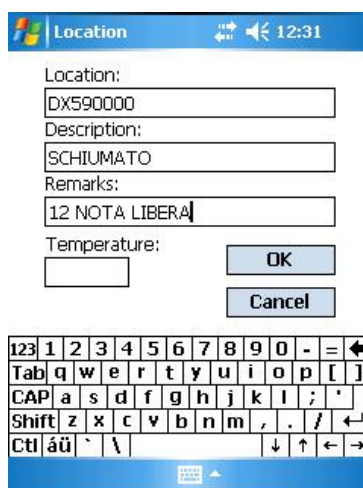 Location 12:31
Location:
DX590000
Description:
SCHIUMATO
Remarks:
12 NOTA LIBERA
Temperature:
OK
Cancel
123 1 2 3 4 5 6 7 8 9 0 - =
Tab q w e r t y u i o p [ ]
CAP a s d f g h j k l ; '
Shift z x c v b n m , . /
Ctl áü ` \